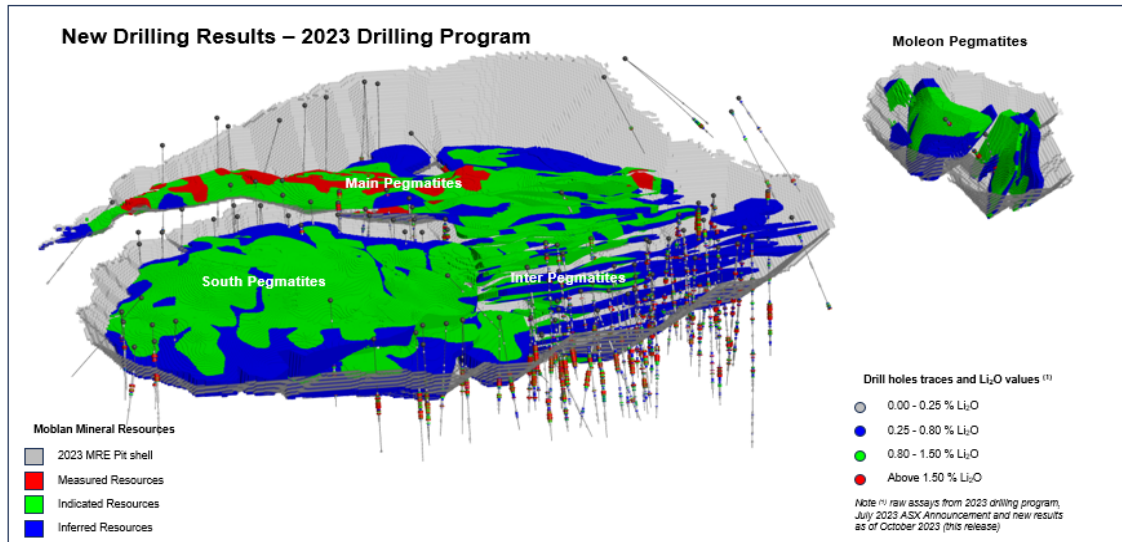 New Drilling Results – 2023 Drilling Program
Moleon Pegmatites
Main Pegmatites
South Pegmatites
Inter Pegmatites
Moblan Mineral Resources
2023 MRE Pit shell
Measured Resources
Indicated Resources
Inferred Resources
Drill holes traces and Li₂O values ⁽¹⁾
0.00 - 0.25 % Li₂O
0.25 - 0.80 % Li₂O
0.80 - 1.50 % Li₂O
Above 1.50 % Li₂O
Note ⁽¹⁾ raw assays from 2023 drilling program,
July 2023 ASX Announcement and new results
as of October 2023 (this release)